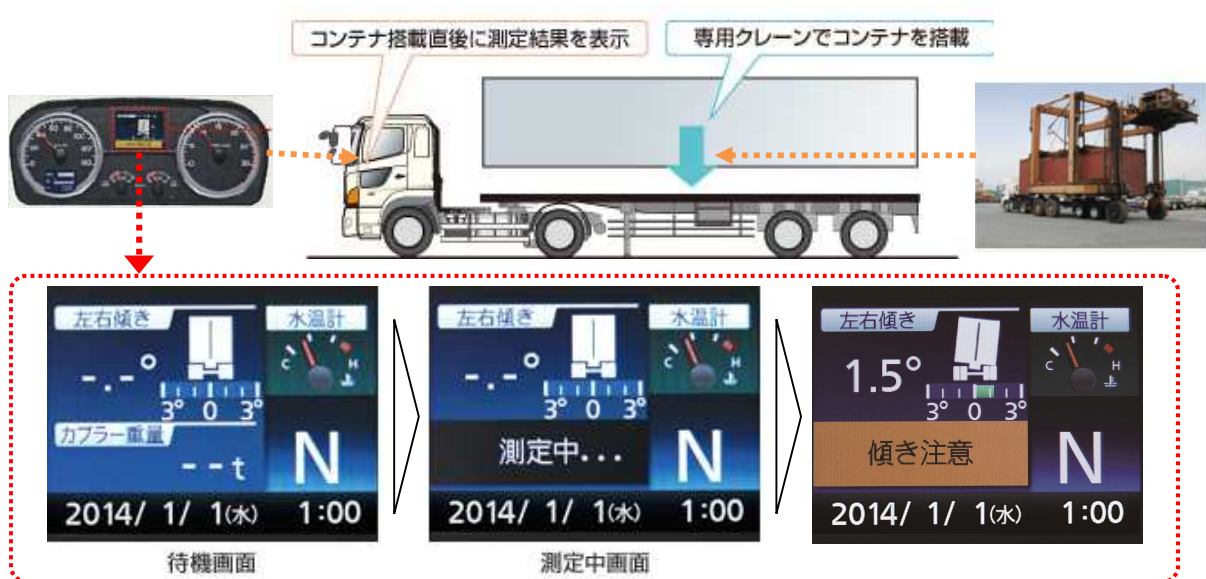 コンテナ搭載直後に測定結果を表示
専用クレーンでコンテナを搭載
左右傾き
水温計
-.-°
C
H
3° 0 3°
カプラー重量
--t
N
2014/ 1/ 1(水) 1:00
待機画面
左右傾き
水温計
-.-°
C
H
3° 0 3°
測定中...
N
2014/ 1/ 1(水) 1:00
測定中画面
左右傾き
水温計
1.5°
C
H
3° 0 3°
傾き注意
N
2014/ 1/ 1(水) 1:00